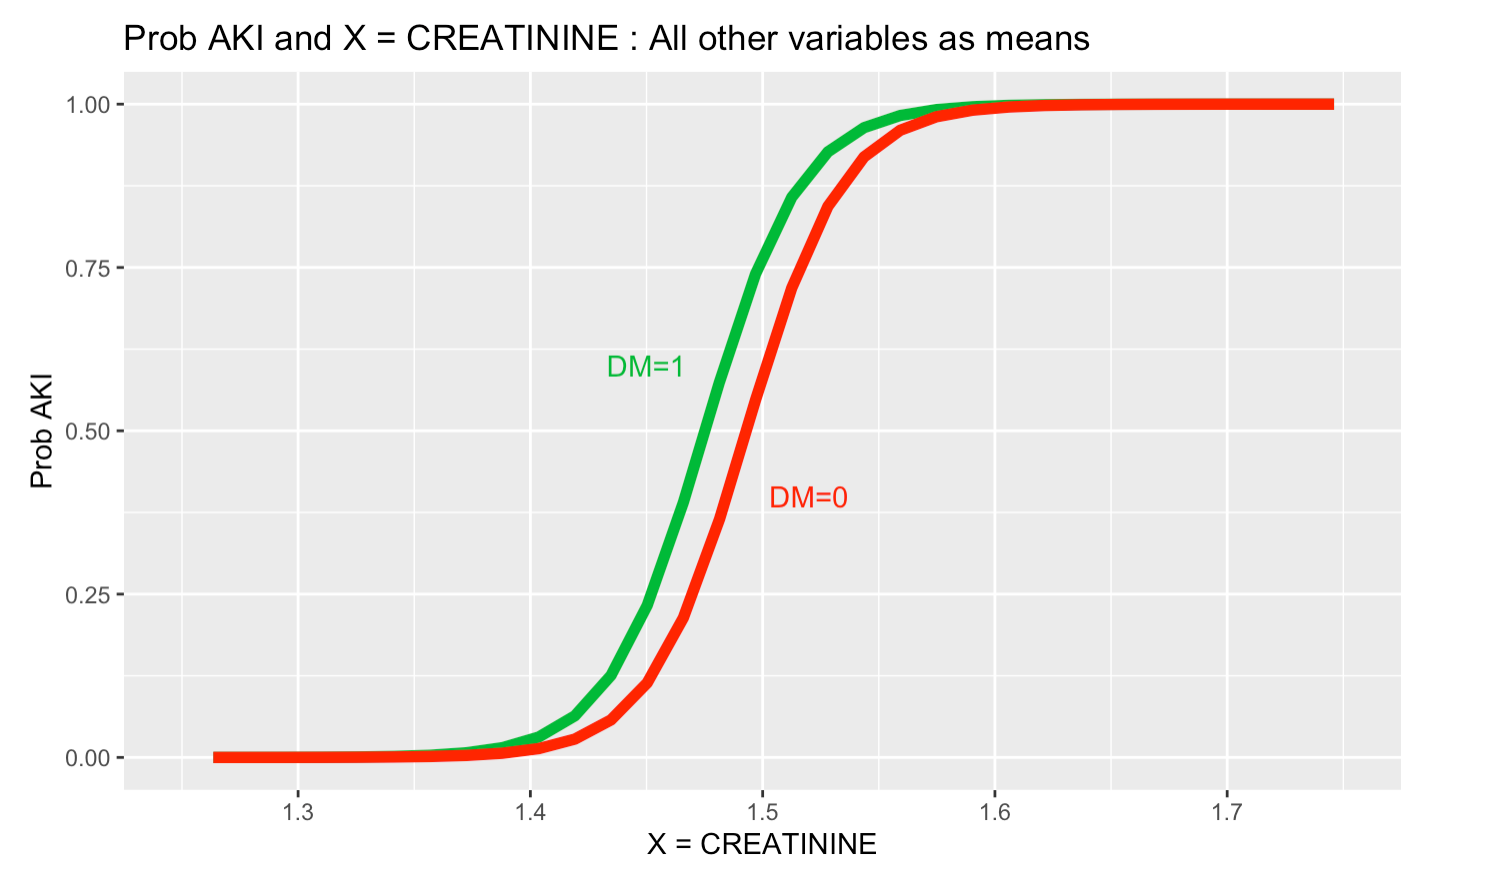 Prob AKI and X = CREATININE : All other variables as means
Prob AKI
1.00
0.75
0.50
0.25
0.00
DM=1
DM=0
1.3 1.4 1.5 1.6 1.7
X = CREATININE